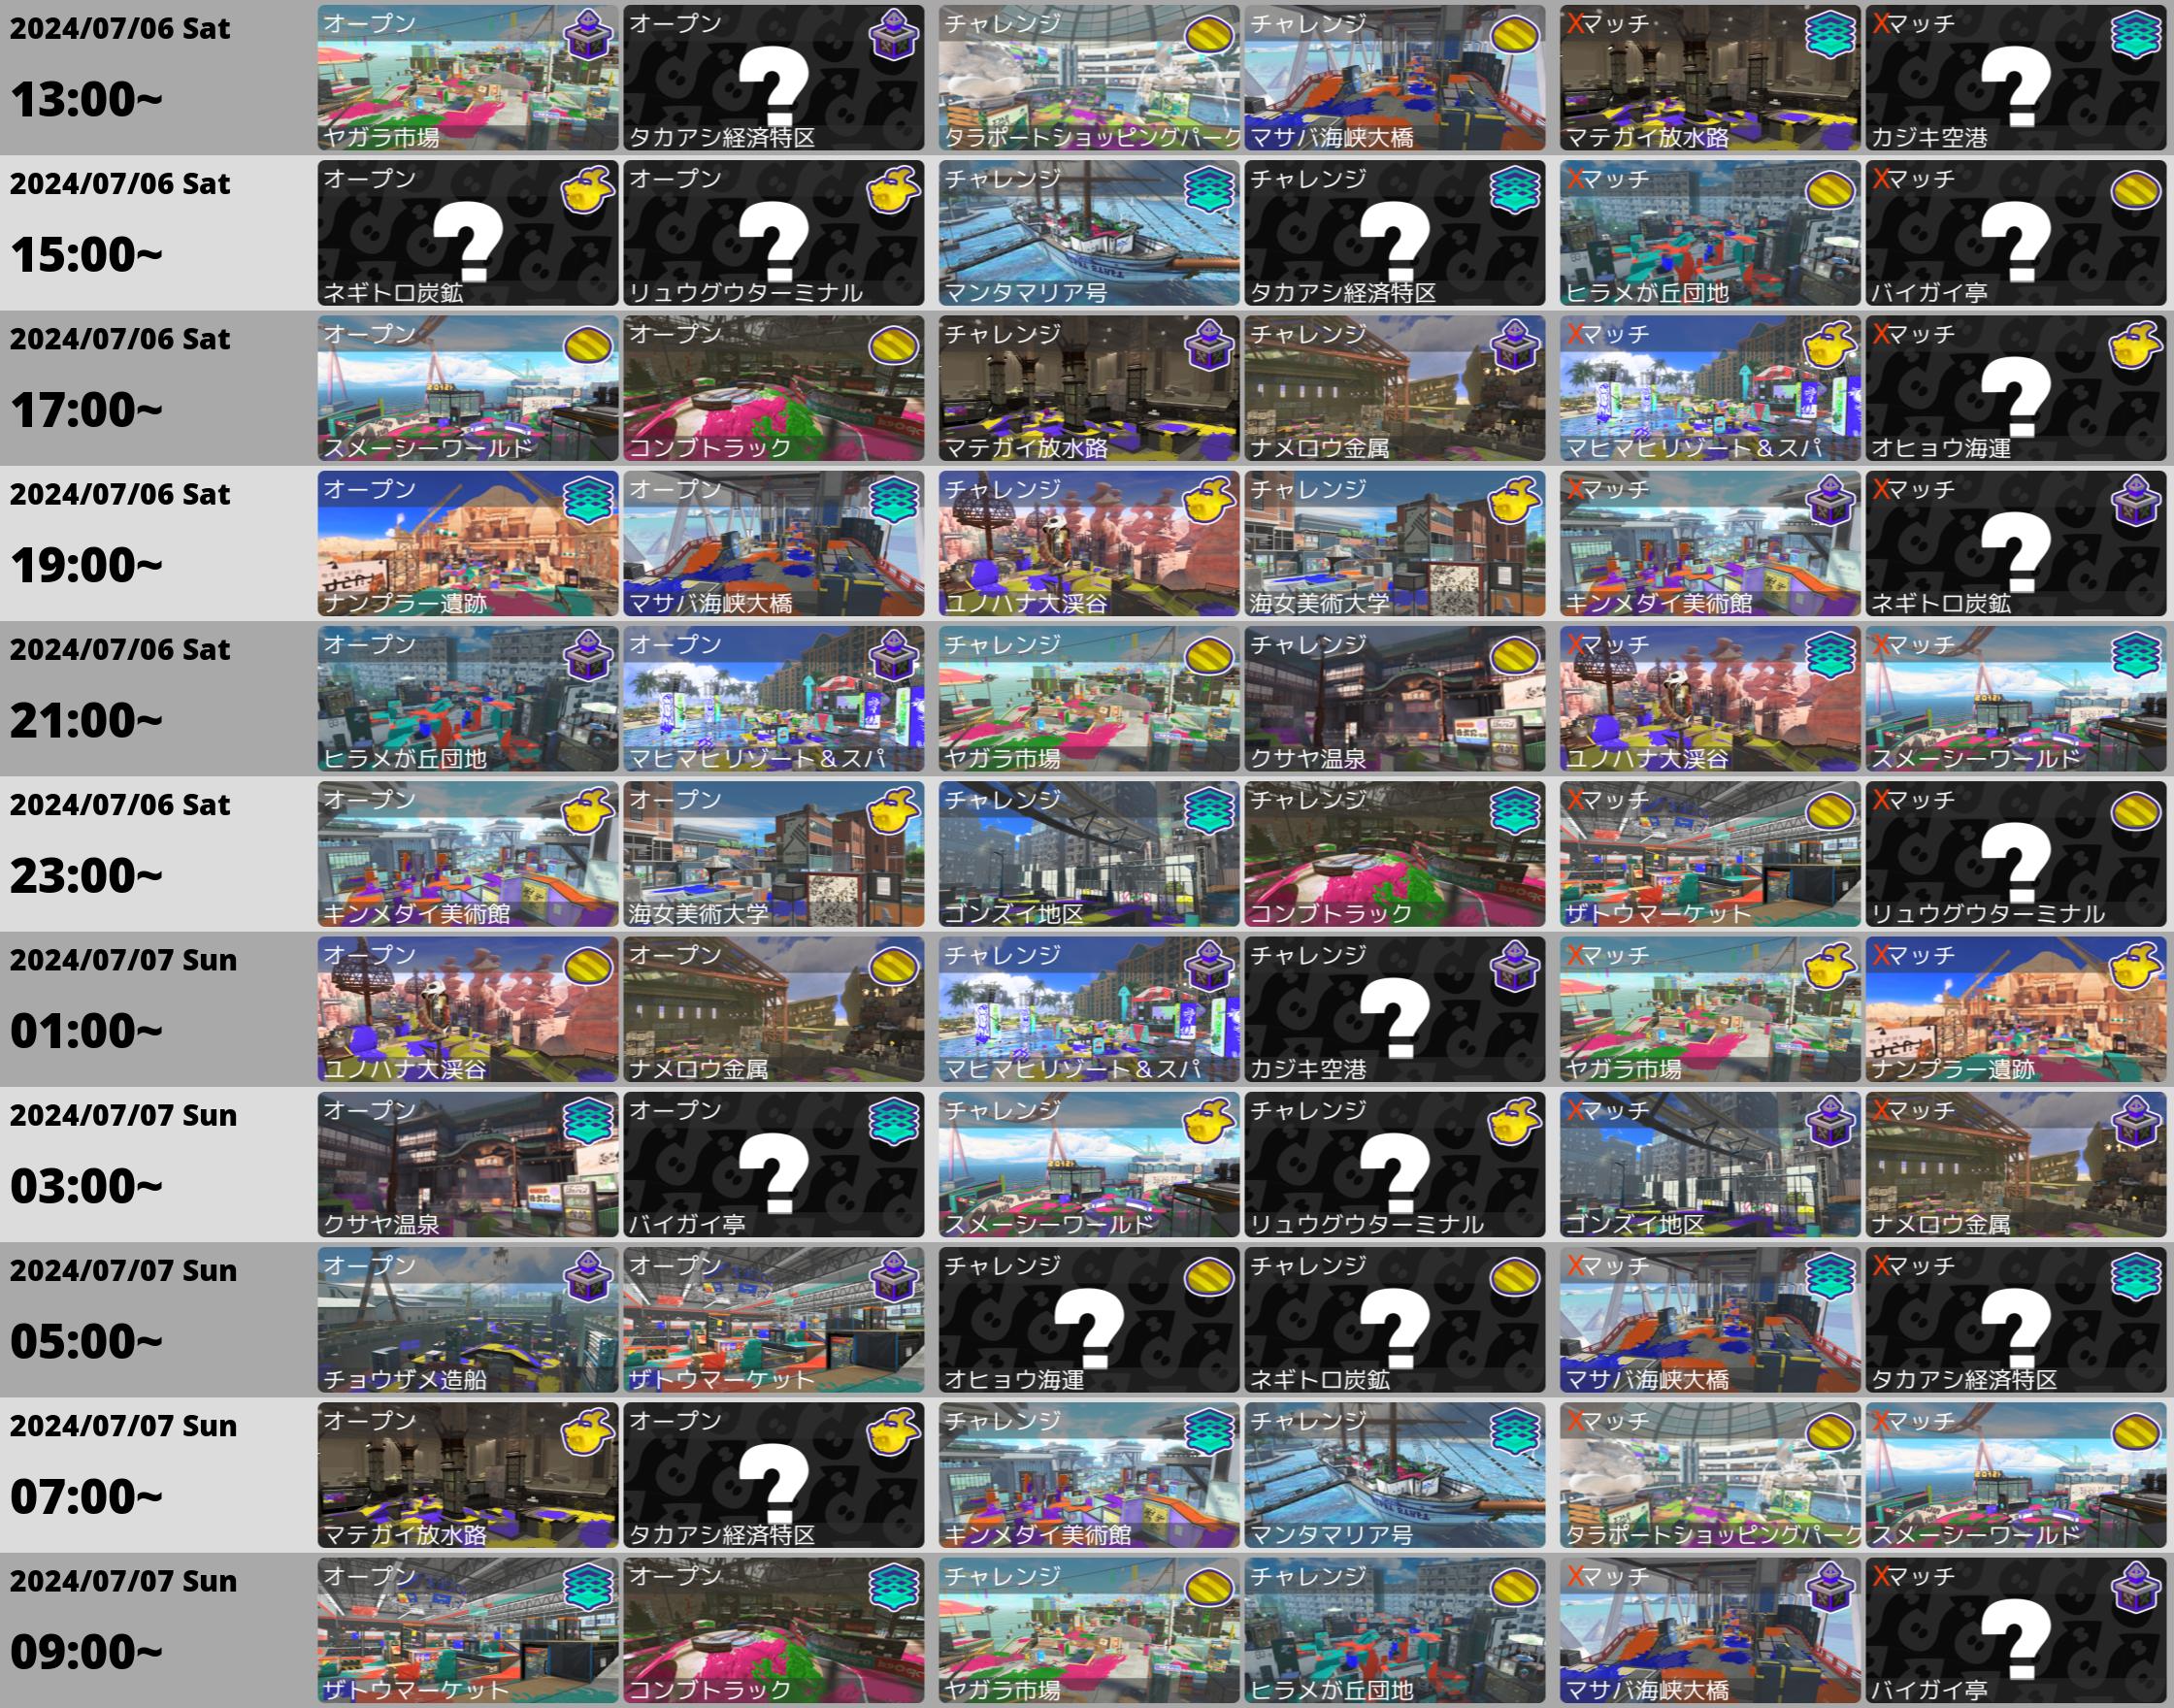 2024/07/06 Sat
13:00~
オープン
オープン
チャレンジ
チャレンジ
Xマッチ
Xマッチ
ヤガラ市場
タカアシ経済特区
タラポートショッピングパーク
マサバ海峡大橋
マテガイ放水路
カジキ空港
2024/07/06 Sat
15:00~
オープン
オープン
チャレンジ
チャレンジ
Xマッチ
Xマッチ
ネギトロ炭鉱
リュウグウターミナル
マンタマリア号
タカアシ経済特区
ヒラメが丘団地
バイガイ亭
2024/07/06 Sat
17:00~
オープン
オープン
チャレンジ
チャレンジ
Xマッチ
Xマッチ
スメーシーワールド
コンブトラック
マテガイ放水路
ナメロウ金属
マヒマヒリゾート＆スパ
オヒョウ海運
2024/07/06 Sat
19:00~
オープン
オープン
チャレンジ
チャレンジ
Xマッチ
Xマッチ
ナンプラー遺跡
マサバ海峡大橋
ユノハナ大渓谷
海女美術大学
キンメダイ美術館
ネギトロ炭鉱
2024/07/06 Sat
21:00~
オープン
オープン
チャレンジ
チャレンジ
Xマッチ
Xマッチ
ヒラメが丘団地
マヒマヒリゾート＆スパ
ヤガラ市場
クサヤ温泉
ユノハナ大渓谷
スメーシーワールド
2024/07/06 Sat
23:00~
オープン
オープン
チャレンジ
チャレンジ
Xマッチ
Xマッチ
キンメダイ美術館
海女美術大学
ゴンズイ地区
コンブトラック
ザトウマーケット
リュウグウターミナル
2024/07/07 Sun
01:00~
オープン
オープン
チャレンジ
チャレンジ
Xマッチ
Xマッチ
ユノハナ大渓谷
ナメロウ金属
マヒマヒリゾート＆スパ
カジキ空港
ヤガラ市場
ナンプラー遺跡
2024/07/07 Sun
03:00~
オープン
オープン
チャレンジ
チャレンジ
Xマッチ
Xマッチ
クサヤ温泉
バイガイ亭
スメーシーワールド
リュウグウターミナル
ゴンズイ地区
ナメロウ金属
2024/07/07 Sun
05:00~
オープン
オープン
チャレンジ
チャレンジ
Xマッチ
Xマッチ
チョウザメ造船
ザトウマーケット
オヒョウ海運
ネギトロ炭鉱
マサバ海峡大橋
タカアシ経済特区
2024/07/07 Sun
07:00~
オープン
オープン
チャレンジ
チャレンジ
Xマッチ
Xマッチ
マテガイ放水路
タカアシ経済特区
キンメダイ美術館
マンタマリア号
タラポートショッピングパーク
スメーシーワールド
2024/07/07 Sun
09:00~
オープン
オープン
チャレンジ
チャレンジ
Xマッチ
Xマッチ
ザトウマーケット
コンブトラック
ヤガラ市場
ヒラメが丘団地
マサバ海峡大橋
バイガイ亭